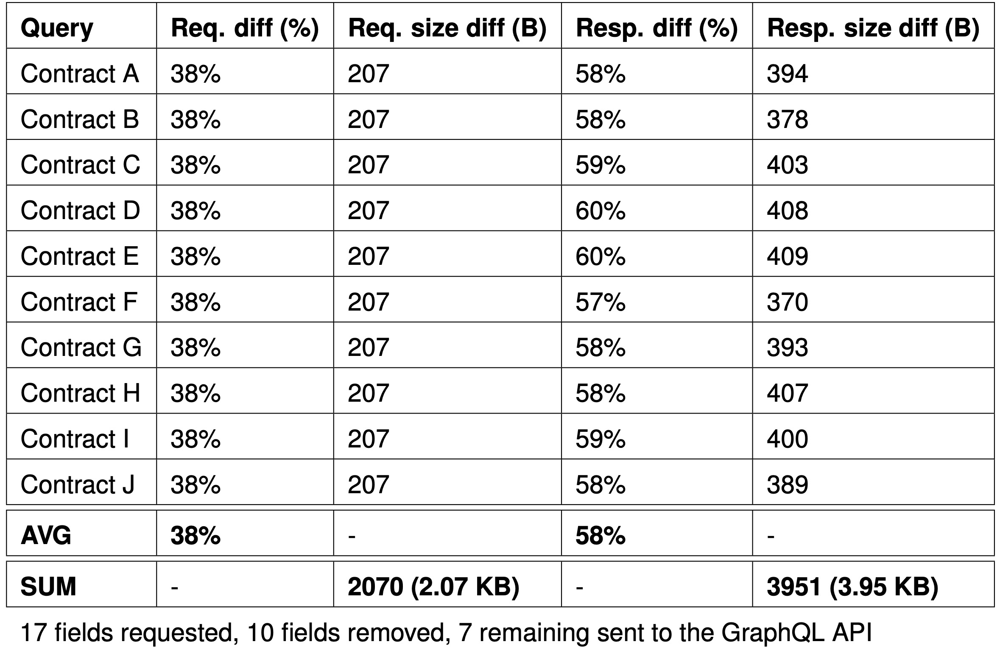 Query Req. diff (%) Req. size diff (B) Resp. diff (%) Resp. size diff (B)
Contract A 38% 207 58% 394
Contract B 38% 207 58% 378
Contract C 38% 207 59% 403
Contract D 38% 207 60% 408
Contract E 38% 207 60% 409
Contract F 38% 207 57% 370
Contract G 38% 207 58% 393
Contract H 38% 207 58% 407
Contract I 38% 207 59% 400
Contract J 38% 207 58% 389
AVG 38% - 58% -
SUM - 2070 (2.07 KB) - 3951 (3.95 KB)
17 fields requested, 10 fields removed, 7 remaining sent to the GraphQL API